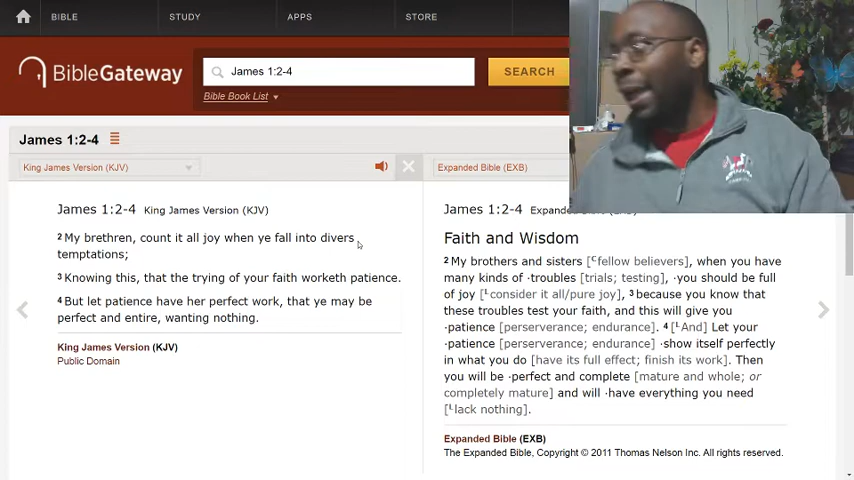 BIBLE STUDY APPS STORE
BibleGateway
James 1:2-4
SEARCH
Bible Book List
James 1:2-4
King James Version (KJV)
James 1:2-4 King James Version (KJV)
2 My brethren, count it all joy when ye fall into divers
temptations;
3 Knowing this, that the trying of your faith worketh patience.
4 But let patience have her perfect work, that ye may be
perfect and entire, wanting nothing.
King James Version (KJV)
Public Domain
Expanded Bible (EXB)
James 1:2-4
Faith and Wisdom
2 My brothers and sisters [C fellow believers], when you have
many kinds of ·troubles [trials; testing], ·you should be full
of joy [L consider it all/pure joy], 3 because you know that
these troubles test your faith, and this will give you
·patience [perserverance; endurance]. 4 [L And] Let your
·patience [perserverance; endurance] ·show itself perfectly
in what you do [have its full effect; finish its work]. Then
you will be ·perfect and complete [mature and whole; or
completely mature] and will ·have everything you need
[L lack nothing].
Expanded Bible (EXB)
The Expanded Bible, Copyright © 2011 Thomas Nelson Inc. All rights reserved.